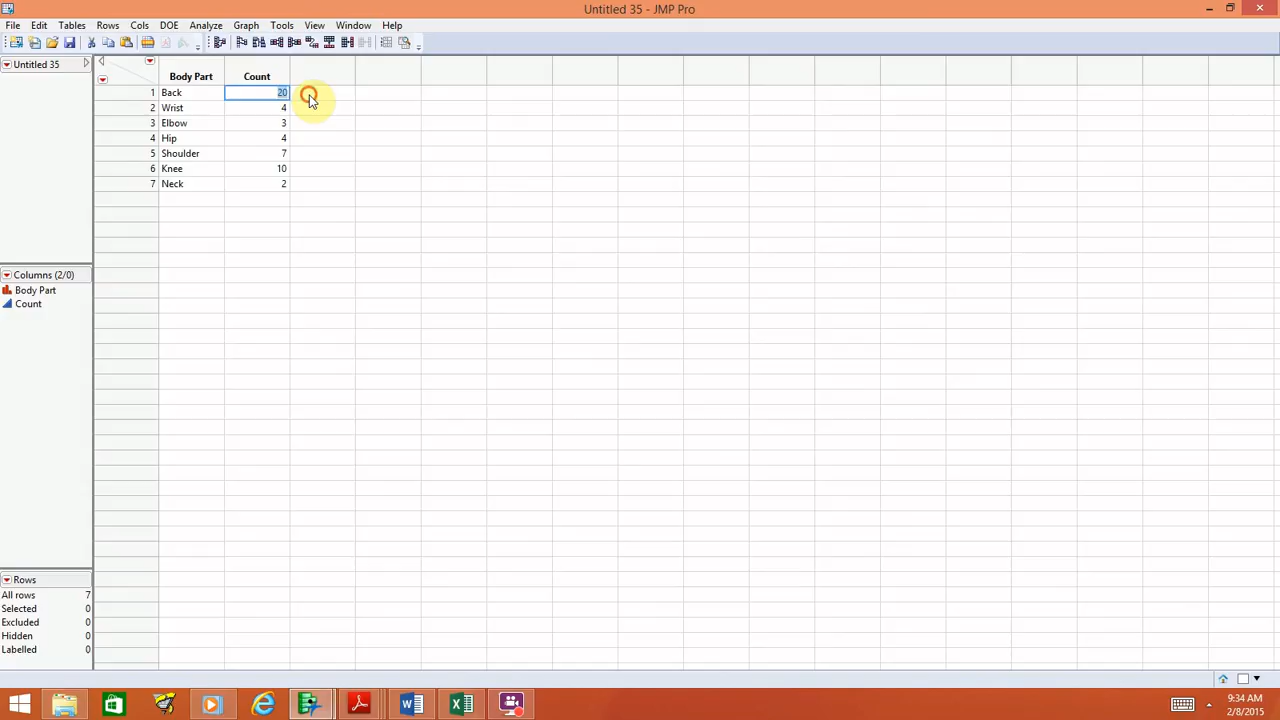 Untitled 35 - JMP Pro
File Edit Tables Rows Cols DOE Analyze Graph Tools View Window Help
Untitled 35
Body Part Count
1 Back 20
2 Wrist 4
3 Elbow 3
4 Hip 4
5 Shoulder 7
6 Knee 10
7 Neck 2
Columns (2/0)
Body Part
Count
Rows
All rows 7
Selected 0
Excluded 0
Hidden 0
Labelled 0
9:34 AM
2/8/2015